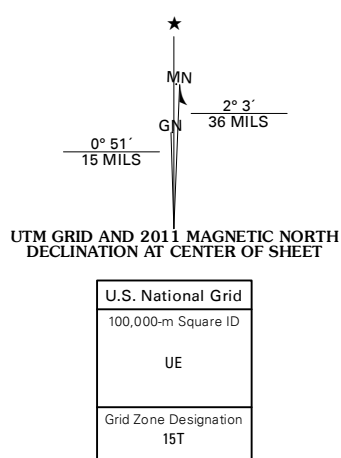 MN
2° 3´
36 MILS
GN
0° 51´
15 MILS
UTM GRID AND 2011 MAGNETIC NORTH
DECLINATION AT CENTER OF SHEET
U.S. National Grid
100,000-m Square ID
UE
Grid Zone Designation
15T